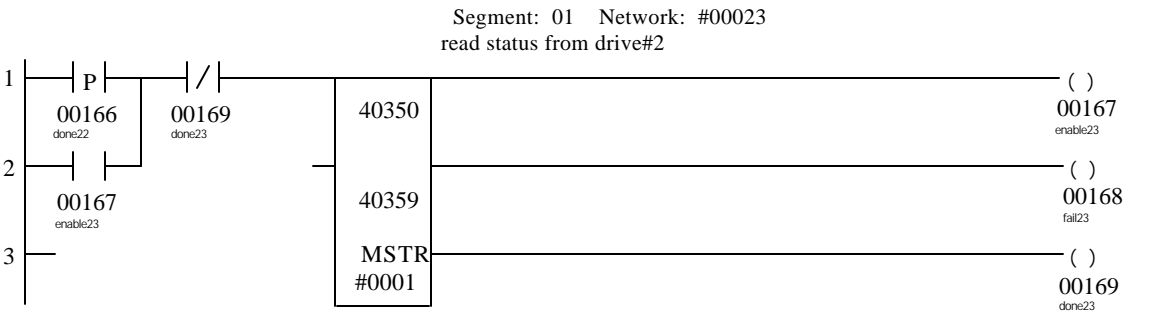 Segment: 01 Network: #00023
read status from drive#2
1 P / ( )
00166 00169 40350 00167
done22 done23 enable23
2 ( )
00167 40359 00168
enable23 fail23
3 MSTR ( )
#0001 00169
done23